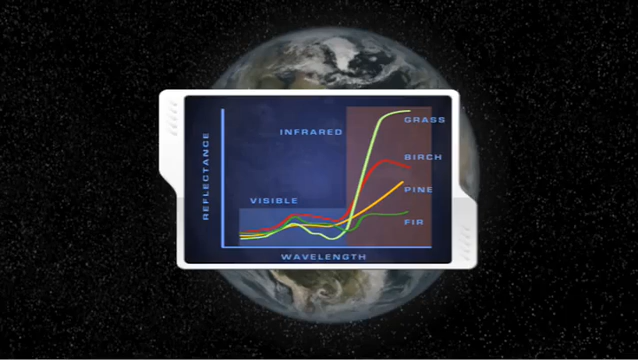 GRASS
INFRARED
BIRCH
PINE
VISIBLE
FIR
REFLECTANCE
WAVELENGTH